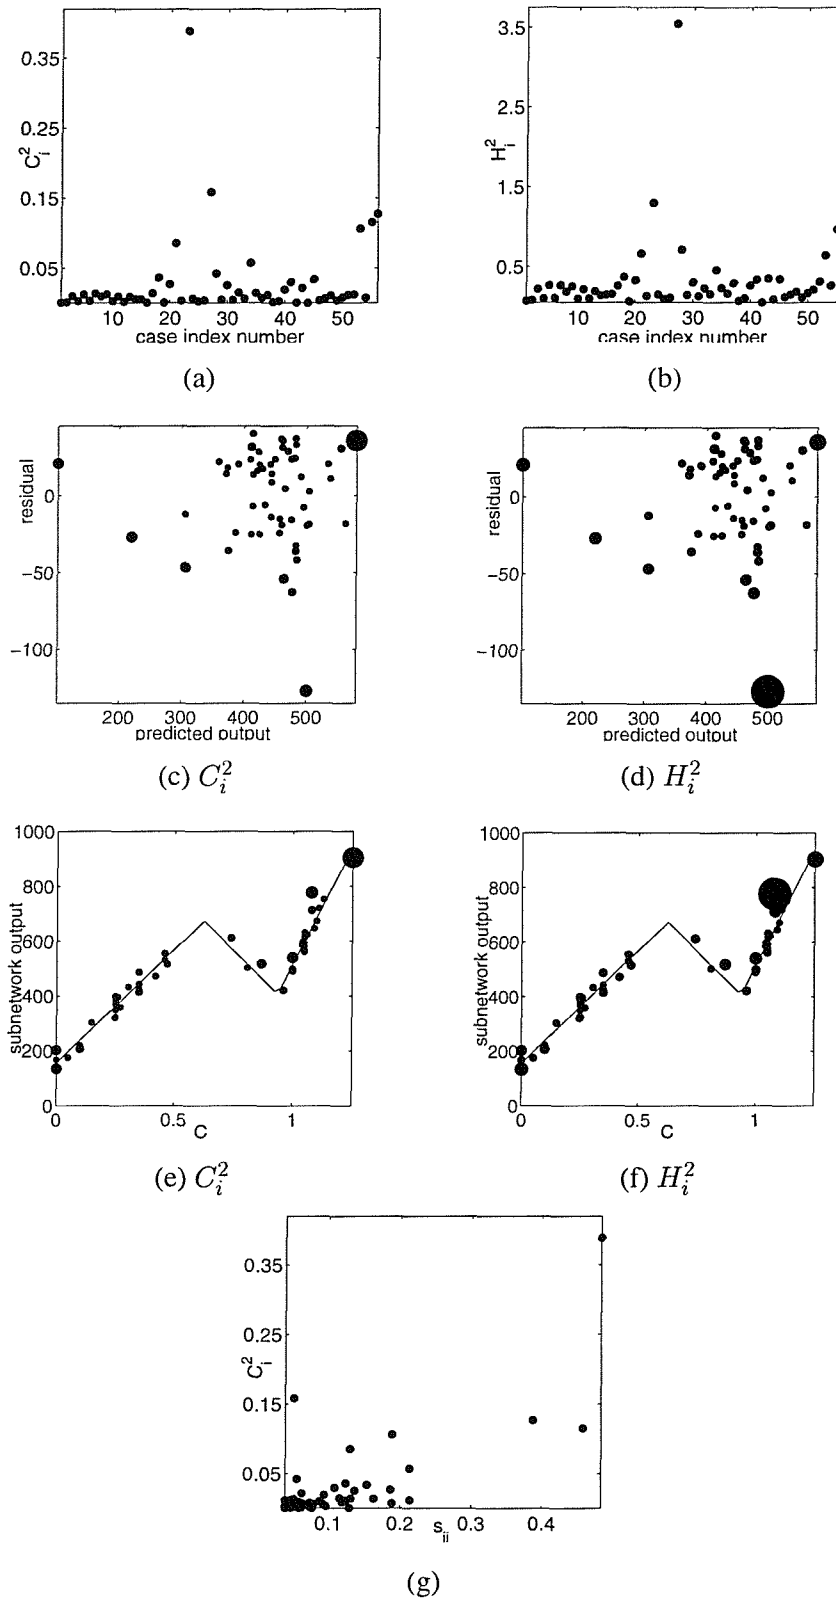 0.35
0.25
C_i^2
0.15
0.05
10 20 30 40 50
case index number
(a)
3.5
2.5
H_i^2
1.5
0.5
10 20 30 40 50
case index number
(b)
0
residual
−50
−100
200 300 400 500
predicted output
(c) C_i^2
0
residual
−50
−100
200 300 400 500
predicted output
(d) H_i^2
1000
800
600
400
200
0
subnetwork output
0 0.5 1
C
(e) C_i^2
1000
800
600
400
200
0
subnetwork output
0 0.5 1
C
(f) H_i^2
0.35
0.25
C_i^2
0.15
0.05
0.1 0.2 0.3 0.4
s_ii
(g)